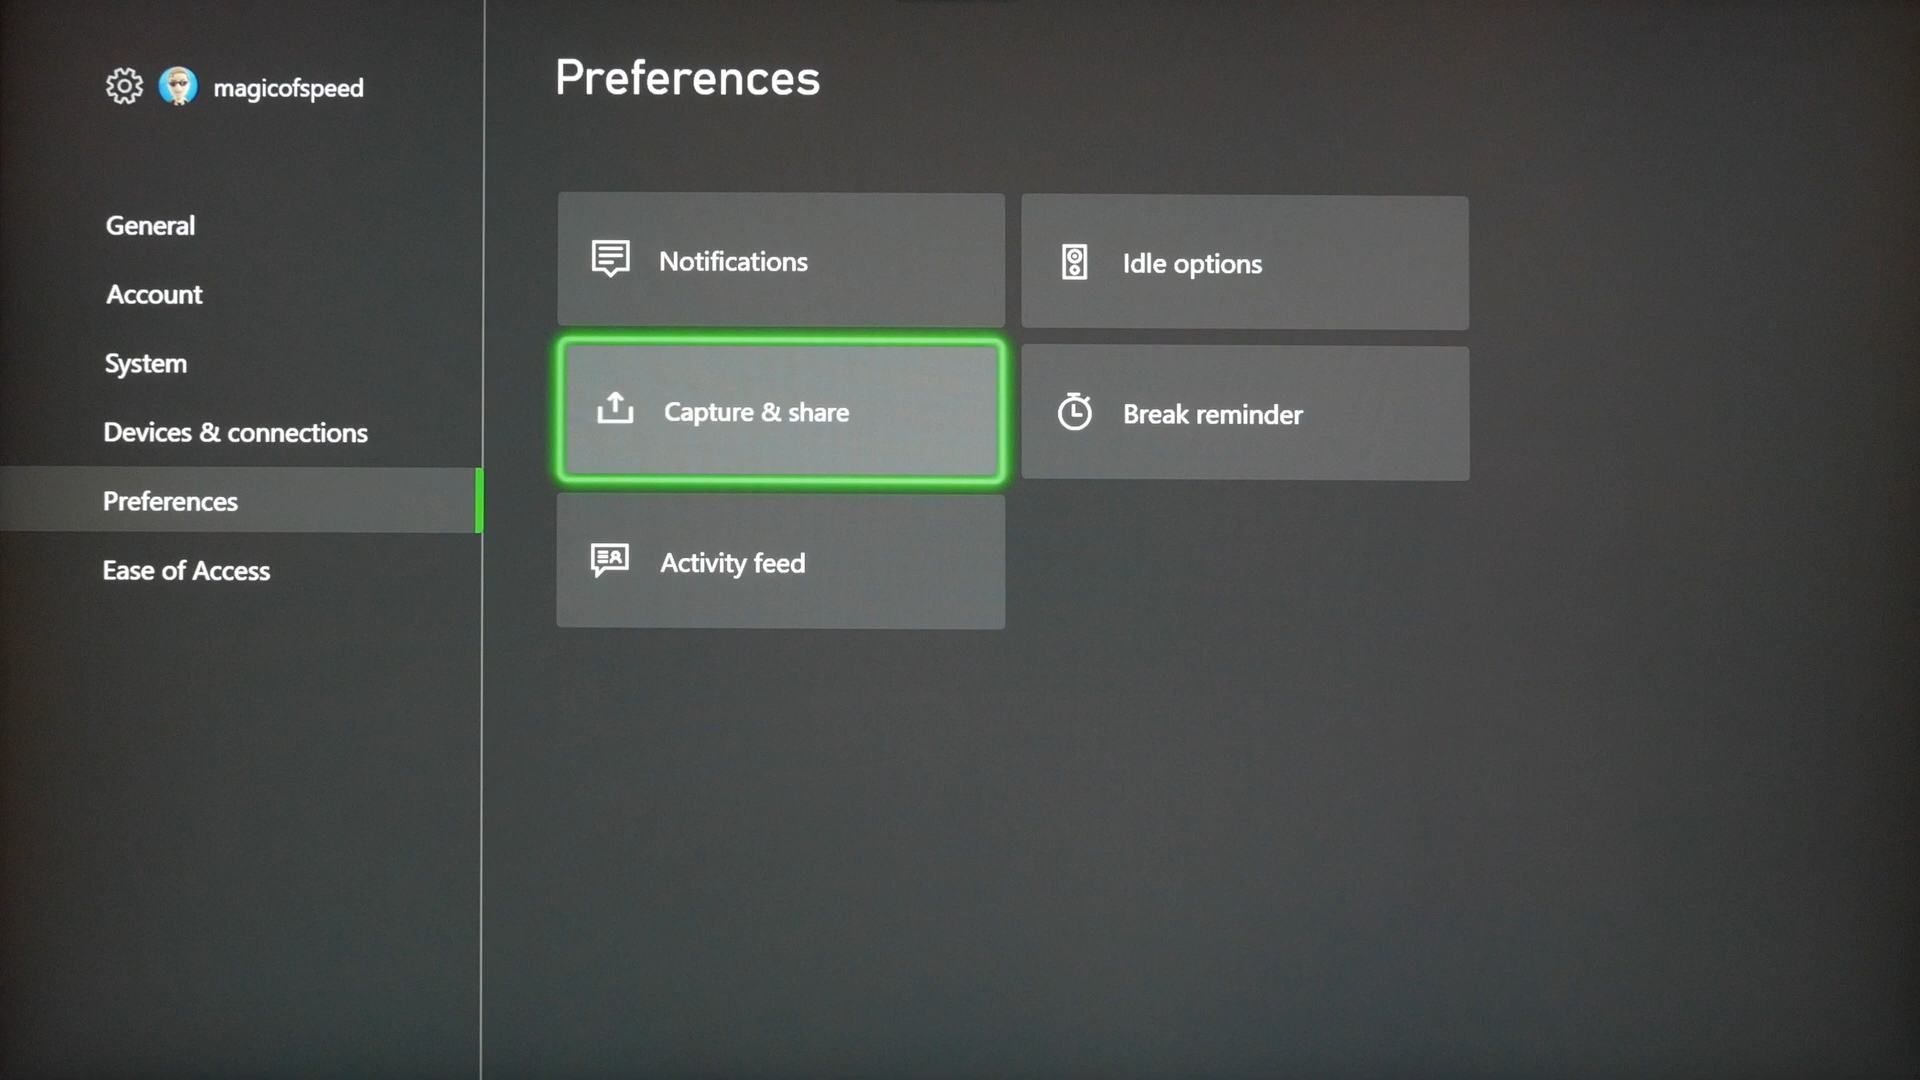 magicofspeed
General
Account
System
Devices & connections
Preferences
Ease of Access
Preferences
Notifications
Idle options
Capture & share
Break reminder
Activity feed